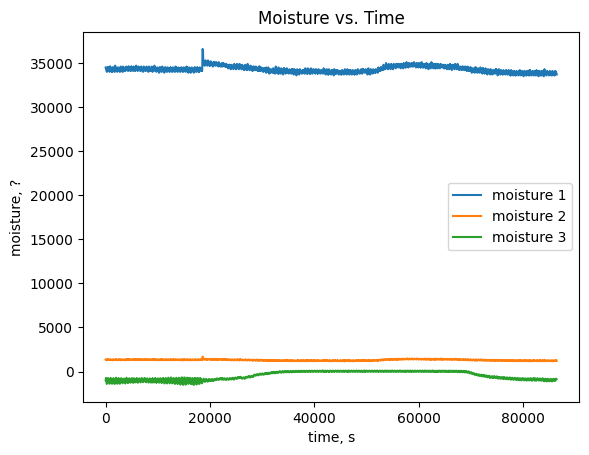 Moisture vs. Time
moisture, ?
35000
30000
25000
20000
15000
10000
5000
0
moisture 1
moisture 2
moisture 3
0
20000
40000
60000
80000
time, s